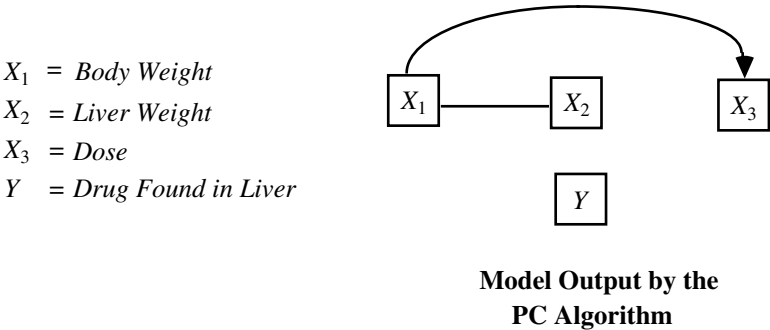 X₁ = Body Weight
X₂ = Liver Weight
X₃ = Dose
Y = Drug Found in Liver
X₁ X₂ X₃
Y
Model Output by the
PC Algorithm